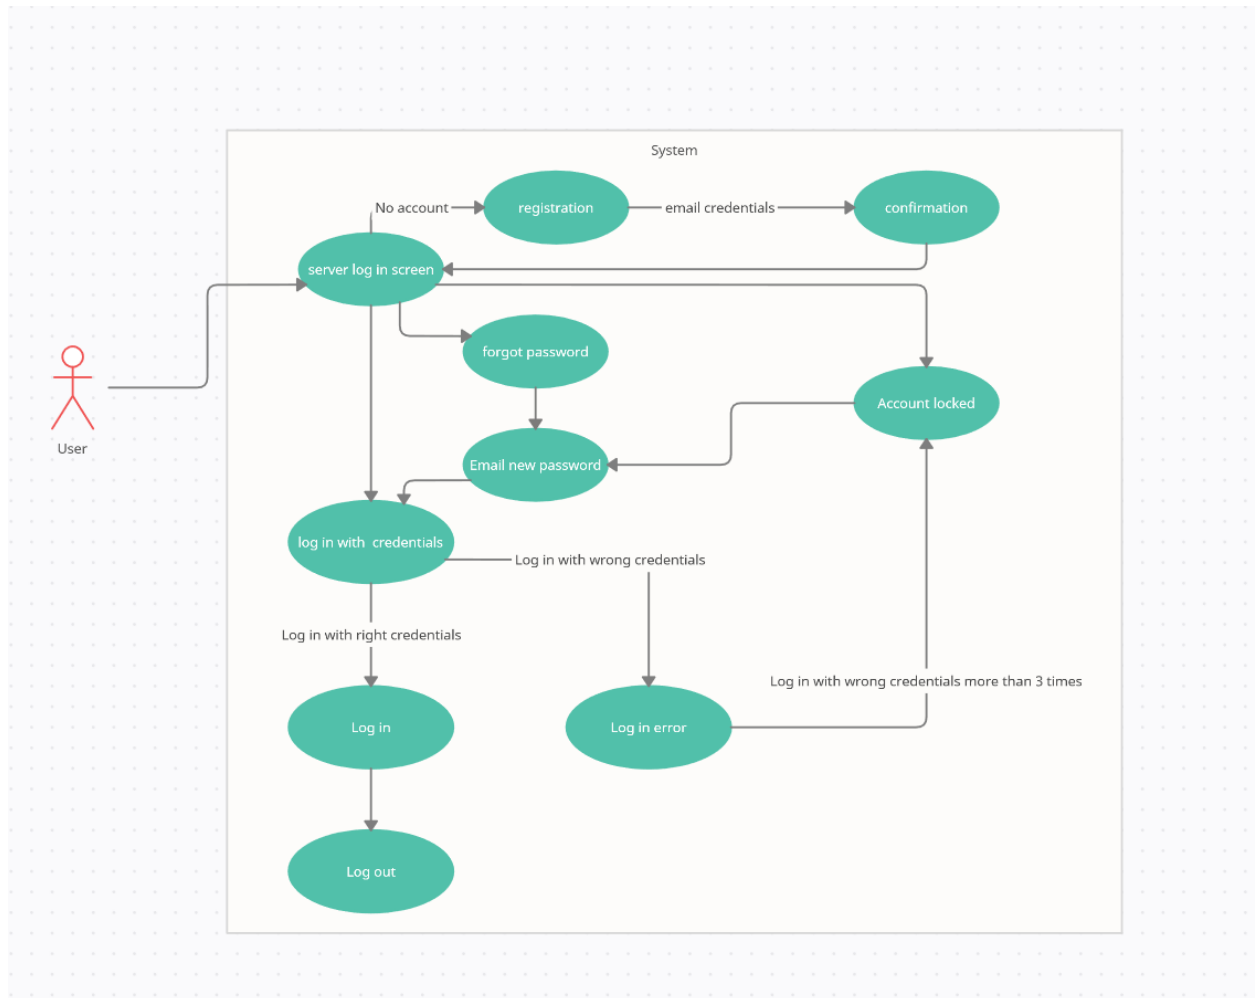 System
No account
registration
email credentials
confirmation
server log in screen
forgot password
Account locked
User
Email new password
log in with  credentials
Log in with wrong credentials
Log in with right credentials
Log in with wrong credentials more than 3 times
Log in
Log in error
Log out